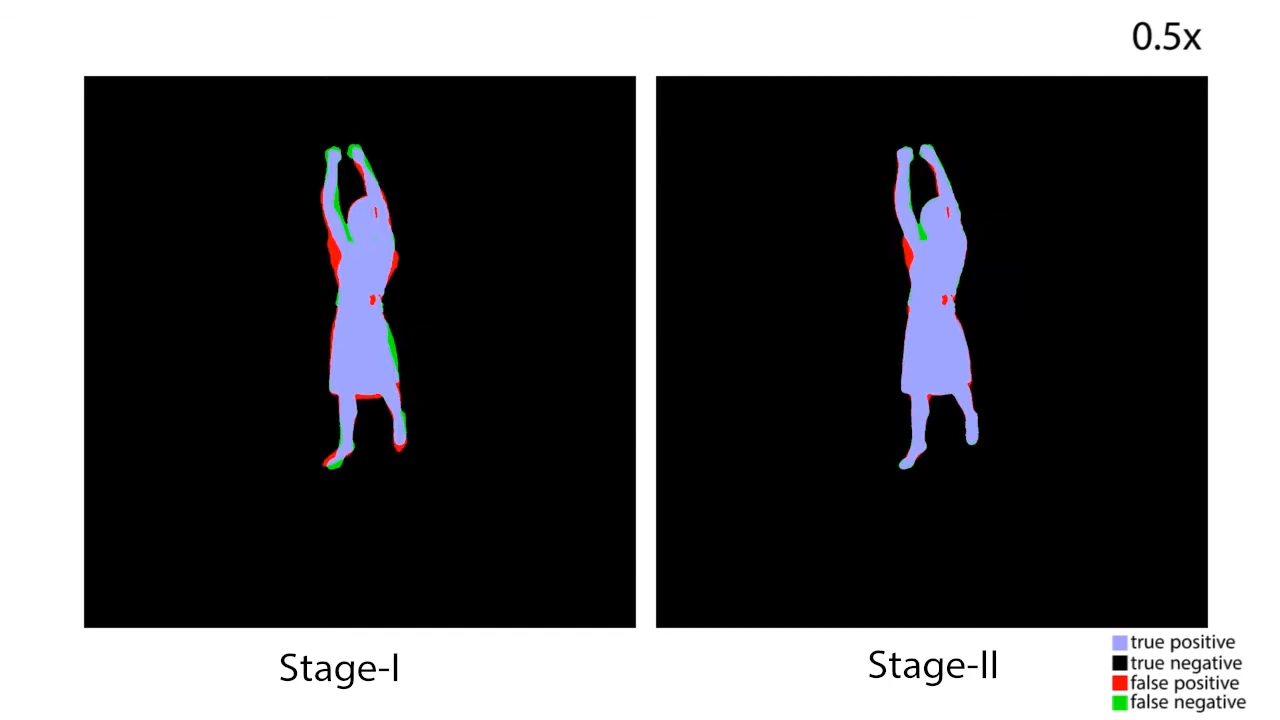 0.5x
Stage-I
Stage-II
true positive
true negative
false positive
false negative